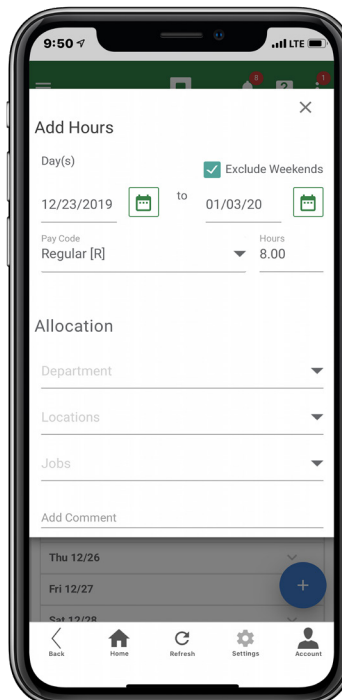 9:50 LTE
8 ? 1
Add Hours
Day(s)
Exclude Weekends
12/23/2019 to 01/03/20
Pay Code Hours
Regular [R] 8.00
Allocation
Department
Locations
Jobs
Add Comment
Thu 12/26
Fri 12/27
+
Sat 12/28
Back Home Refresh Settings Account